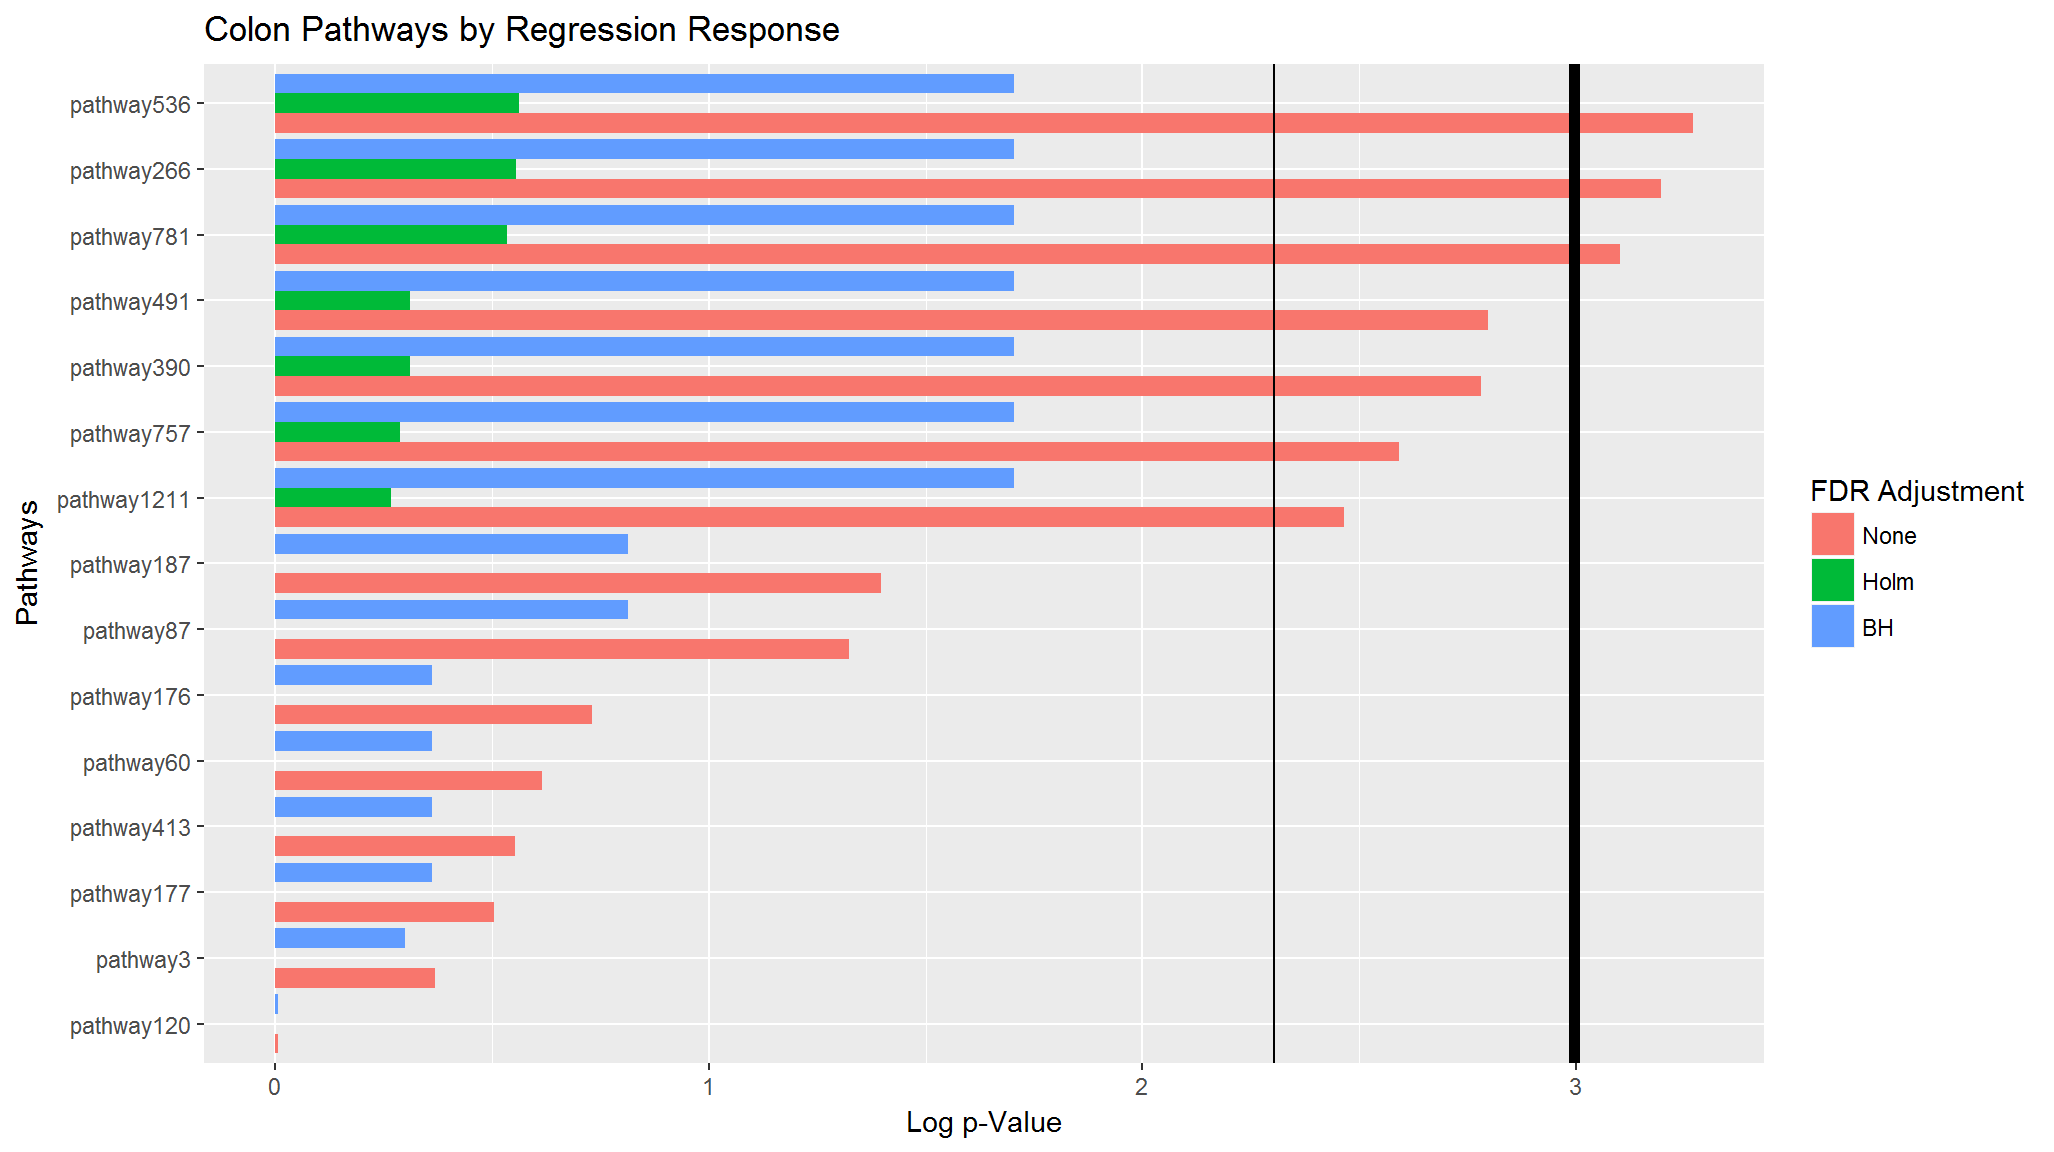 Colon Pathways by Regression Response
pathway536
pathway266
pathway781
pathway491
pathway390
pathway757
pathway1211
pathway187
pathway87
pathway176
pathway60
pathway413
pathway177
pathway3
pathway120
Pathways
0 1 2 3
Log p-Value
FDR Adjustment
None
Holm
BH